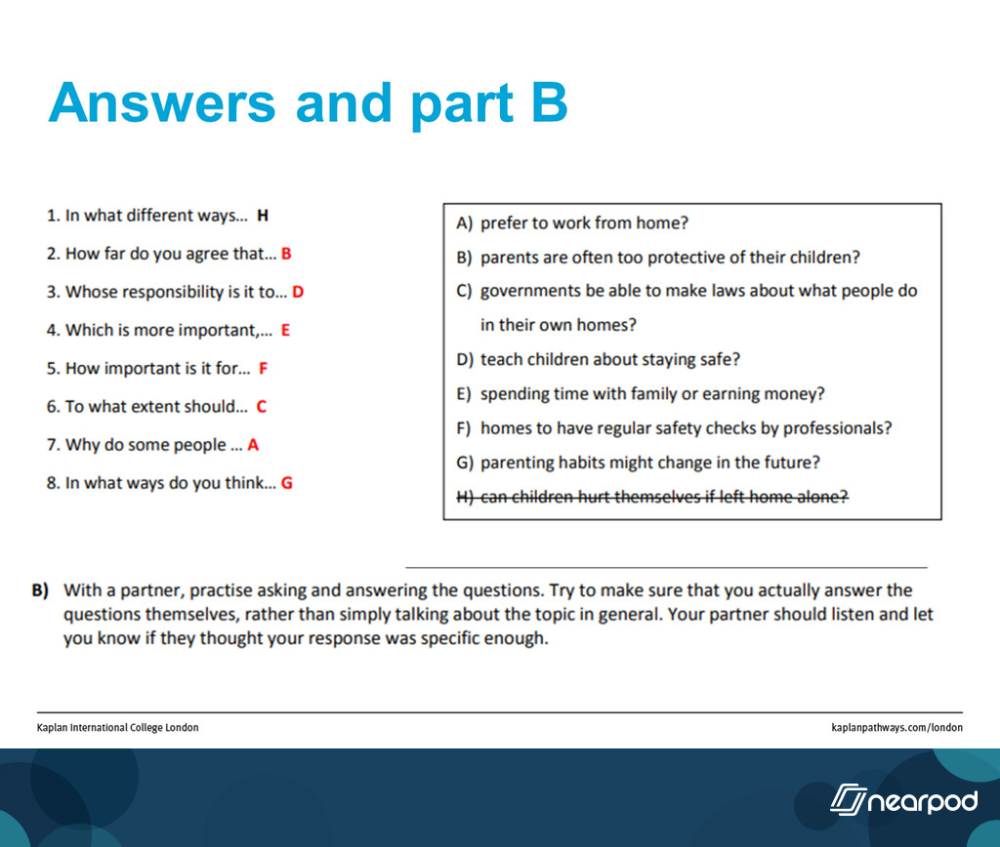 Answers and part B
1. In what different ways... H
2. How far do you agree that... B
3. Whose responsibility is it to... D
4. Which is more important,... E
5. How important is it for... F
6. To what extent should... C
7. Why do some people ... A
8. In what ways do you think... G
A) prefer to work from home?
B) parents are often too protective of their children?
C) governments be able to make laws about what people do
in their own homes?
D) teach children about staying safe?
E) spending time with family or earning money?
F) homes to have regular safety checks by professionals?
G) parenting habits might change in the future?
H) can children hurt themselves if left home alone?
B) With a partner, practise asking and answering the questions. Try to make sure that you actually answer the
questions themselves, rather than simply talking about the topic in general. Your partner should listen and let
you know if they thought your response was specific enough.
Kaplan International College London
kaplanpathways.com/london
nearpod